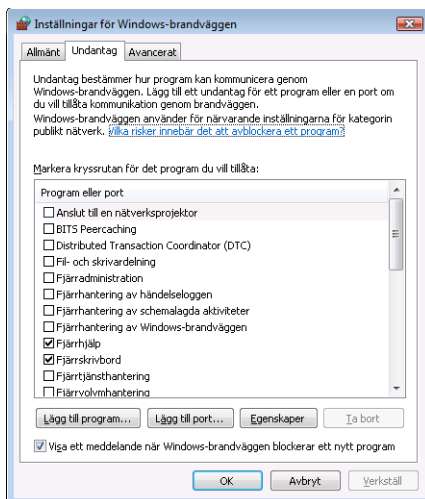 Inställningar för Windows-brandväggen
Allmänt Undantag Avancerat
Undantag bestämmer hur program kan kommunicera genom
Windows-brandväggen. Lägg till ett undantag för ett program eller en port om
du vill tillåta kommunikation genom brandväggen.
Windows-brandväggen använder för närvarande inställningarna för kategorin
publikt nätverk. Vilka risker innebär det att avblockera ett program?
Markera kryssrutan för det program du vill tillåta:
Program eller port
Anslut till en nätverksprojektor
BITS Peercaching
Distributed Transaction Coordinator (DTC)
Fil- och skrivardelning
Fjärradministration
Fjärrhantering av händelseloggen
Fjärrhantering av schemalagda aktiviteter
Fjärrhantering av Windows-brandväggen
Fjärrhjälp
Fjärrskrivbord
Fjärrtjänsthantering
Fjärrvolymhantering
Lägg till program... Lägg till port... Egenskaper Ta bort
Visa ett meddelande när Windows-brandväggen blockerar ett nytt program
OK Avbryt Verkställ